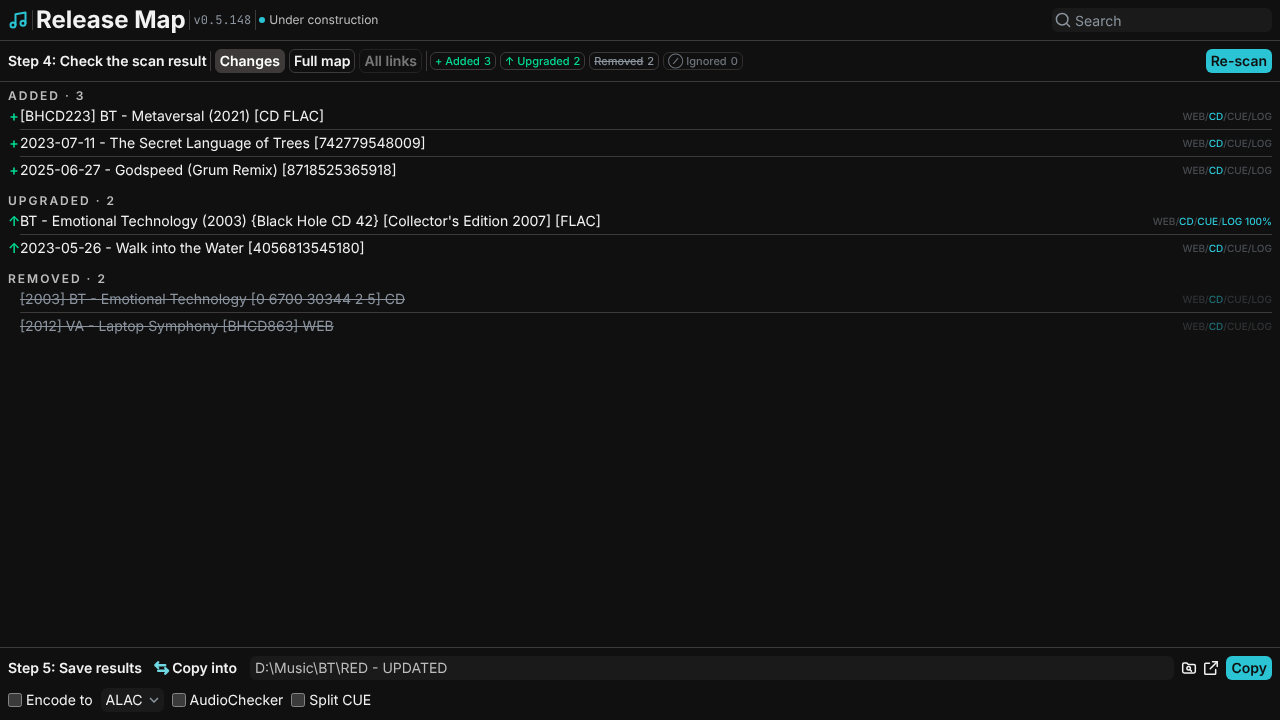 Release Map v0.5.148 Under construction Search
Step 4: Check the scan result Changes Full map All links + Added 3 ↑ Upgraded 2 Removed 2 Ignored 0 Re-scan
ADDED · 3
+ [BHCD223] BT - Metaversal (2021) [CD FLAC] WEB/CD/CUE/LOG
+ 2023-07-11 - The Secret Language of Trees [742779548009] WEB/CD/CUE/LOG
+ 2025-06-27 - Godspeed (Grum Remix) [8718525365918] WEB/CD/CUE/LOG
UPGRADED · 2
↑ BT - Emotional Technology (2003) {Black Hole CD 42} [Collector's Edition 2007] [FLAC] WEB/CD/CUE/LOG 100%
↑ 2023-05-26 - Walk into the Water [4056813545180] WEB/CD/CUE/LOG
REMOVED · 2
[2003] BT - Emotional Technology [0 6700 30344 2 5] CD WEB/CD/CUE/LOG
[2012] VA - Laptop Symphony [BHCD863] WEB WEB/CD/CUE/LOG
Step 5: Save results Copy into D:\Music\BT\RED - UPDATED Copy
Encode to ALAC AudioChecker Split CUE